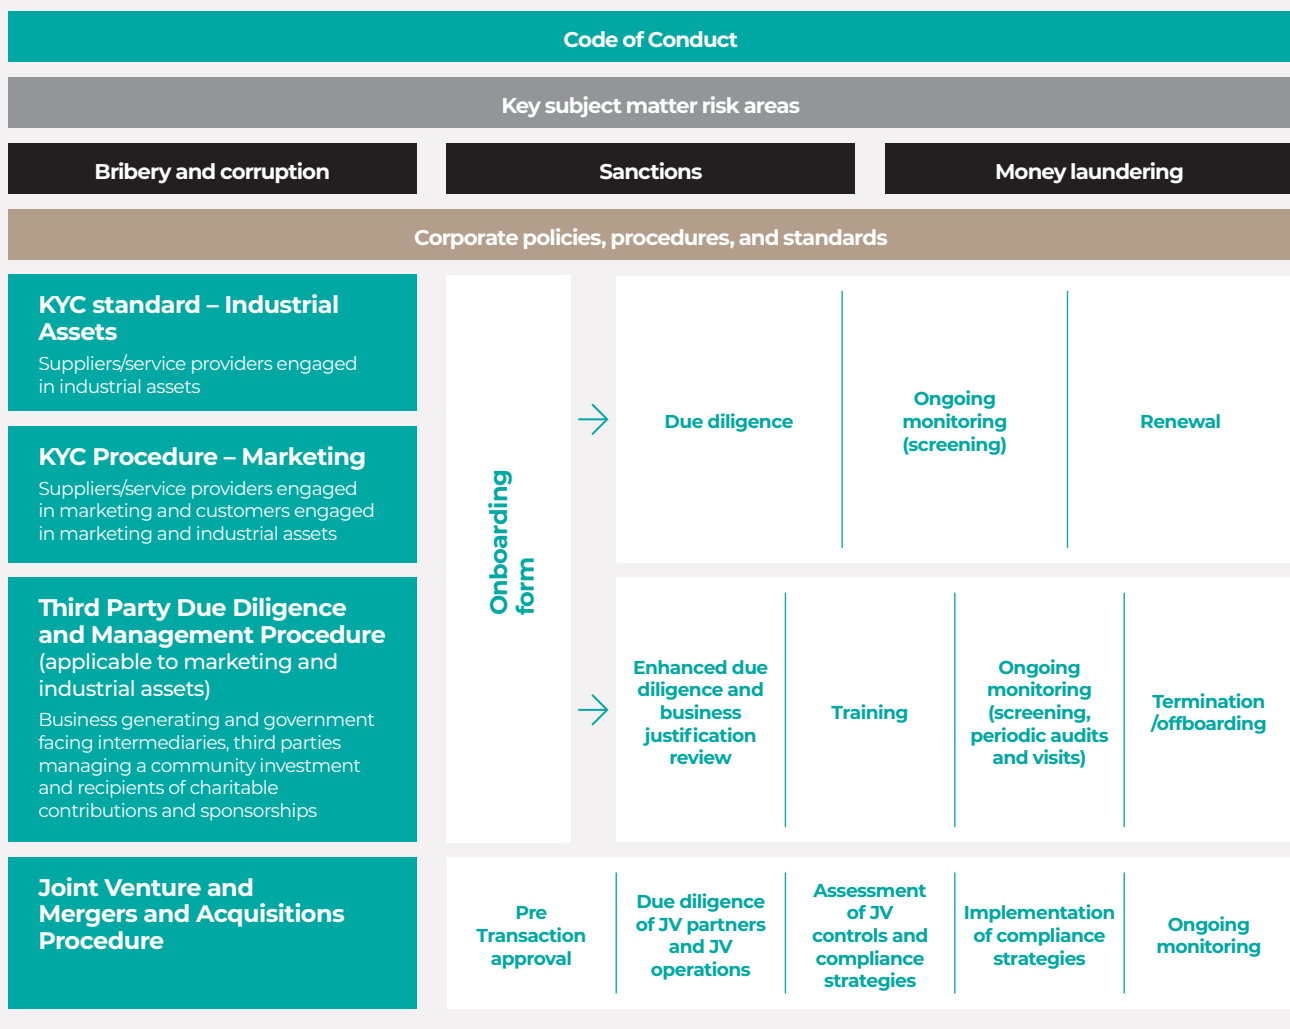 Code of Conduct
Key subject matter risk areas
Bribery and corruption
Sanctions
Money laundering
Corporate policies, procedures, and standards
KYC standard – Industrial
Assets
Suppliers/service providers engaged
in industrial assets
KYC Procedure – Marketing
Suppliers/service providers engaged
in marketing and customers engaged
in marketing and industrial assets
Onboarding
form
Due diligence
Ongoing
monitoring
(screening)
Renewal
Third Party Due Diligence
and Management Procedure
(applicable to marketing and
industrial assets)
Business generating and government
facing intermediaries, third parties
managing a community investment
and recipients of charitable
contributions and sponsorships
Enhanced due
diligence and
business
justification
review
Training
Ongoing
monitoring
(screening,
periodic audits
and visits)
Termination
/offboarding
Joint Venture and
Mergers and Acquisitions
Procedure
Pre
Transaction
approval
Due diligence
of JV partners
and JV
operations
Assessment
of JV
controls and
compliance
strategies
Implementation
of compliance
strategies
Ongoing
monitoring